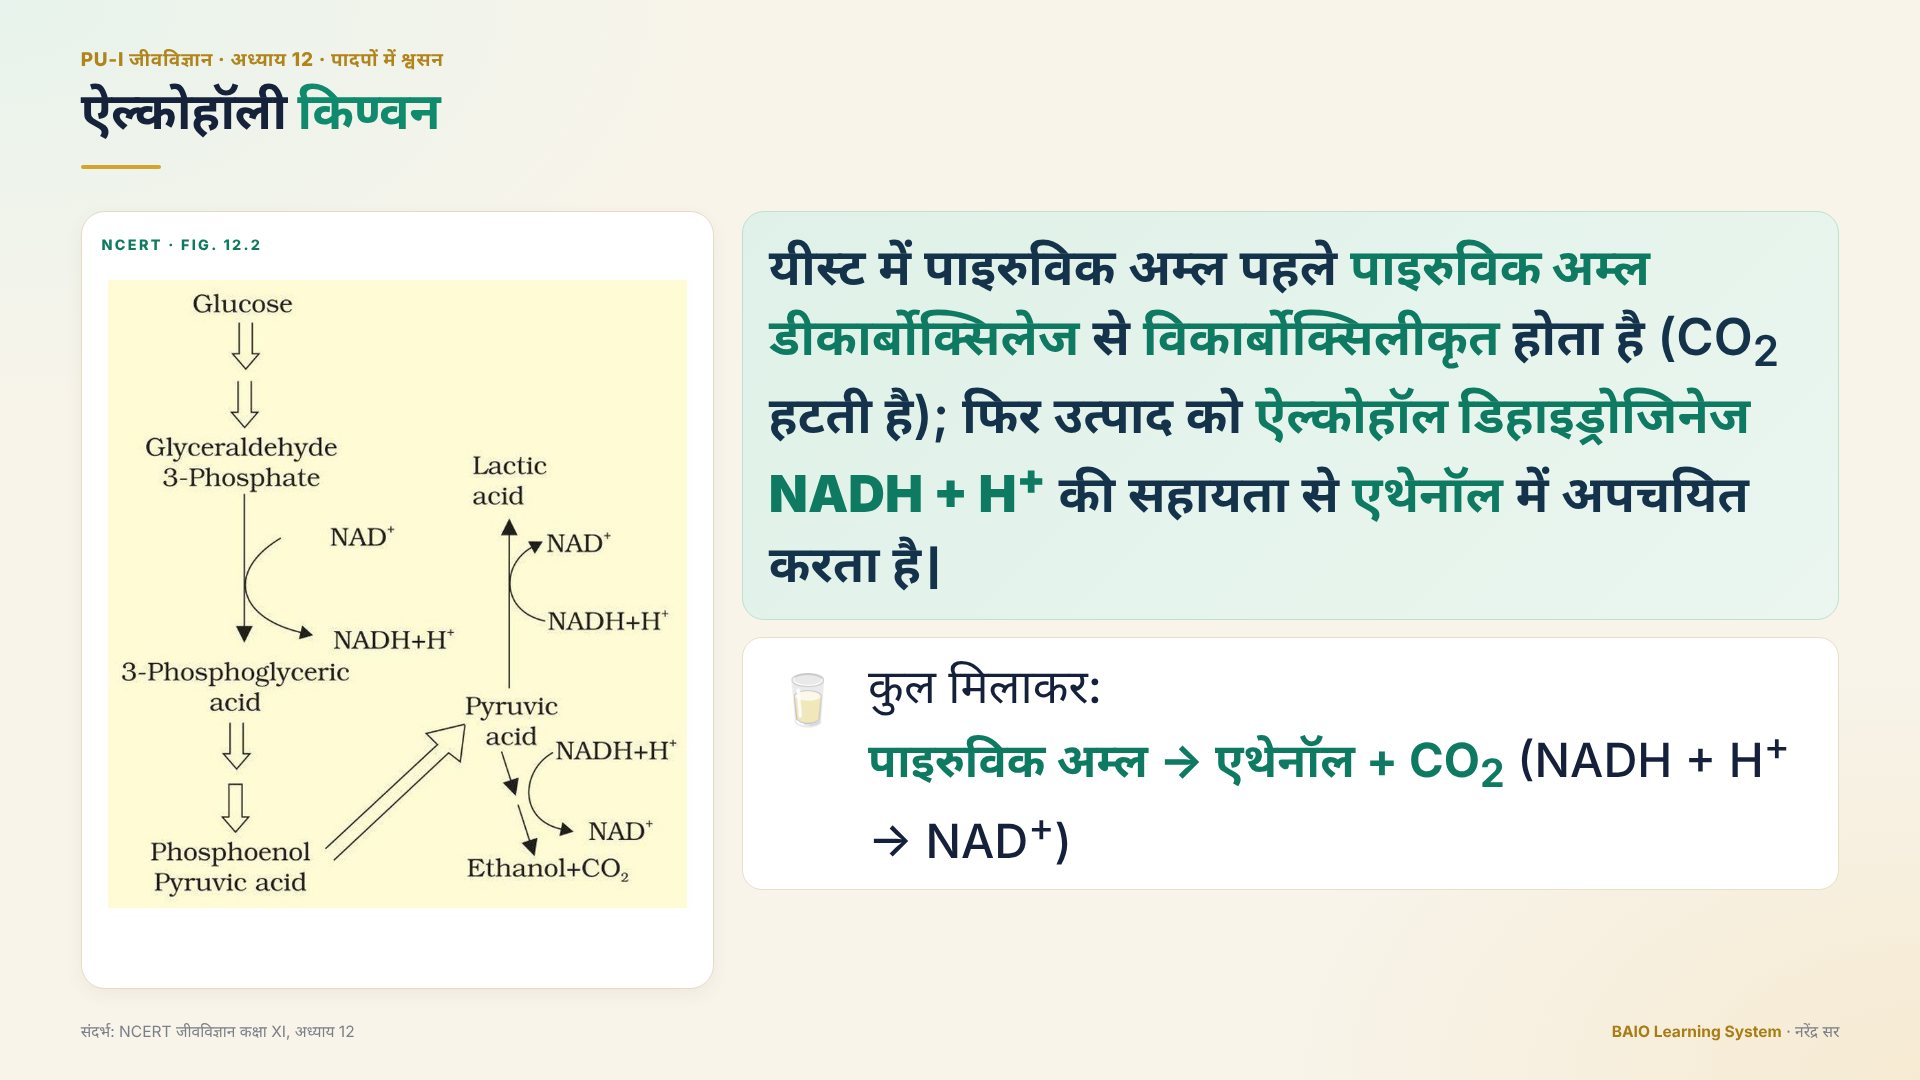 PU-I जीवविज्ञान · अध्याय 12 · पादपों में श्वसन
ऐल्कोहॉली किण्वन
NCERT · FIG. 12.2
Glucose
Glyceraldehyde
3-Phosphate
NAD⁺
NADH+H⁺
3-Phosphoglyceric
acid
Phosphoenol
Pyruvic acid
Lactic
acid
NAD⁺
NADH+H⁺
Pyruvic
acid
NADH+H⁺
NAD⁺
Ethanol+CO₂
यीस्ट में पाइरुविक अम्ल पहले पाइरुविक अम्ल
डीकार्बोक्सिलेज से विकार्बोक्सिलीकृत होता है (CO₂
हटती है); फिर उत्पाद को ऐल्कोहॉल डिहाइड्रोजिनेज
NADH + H⁺ की सहायता से एथेनॉल में अपचयित
करता है|
कुल मिलाकर:
पाइरुविक अम्ल → एथेनॉल + CO₂ (NADH + H⁺
→ NAD⁺)
संदर्भ: NCERT जीवविज्ञान कक्षा XI, अध्याय 12
BAIO Learning System · नरेंद्र सर